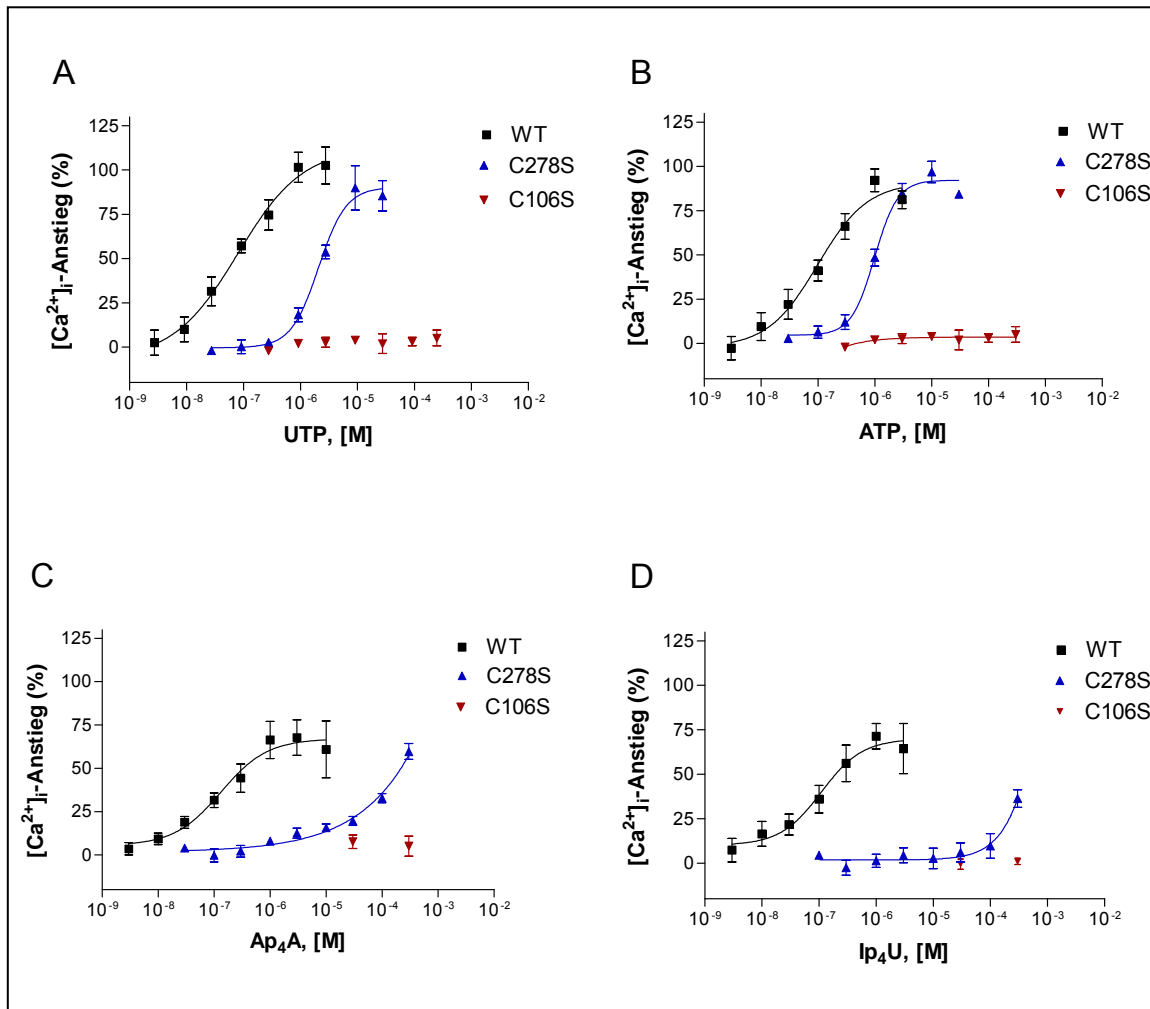 A
[Ca²⁺]ᵢ-Anstieg (%)
125
100
75
50
25
0
10⁻⁹ 10⁻⁸ 10⁻⁷ 10⁻⁶ 10⁻⁵ 10⁻⁴ 10⁻³ 10⁻²
UTP, [M]
WT
C278S
C106S
B
[Ca²⁺]ᵢ-Anstieg (%)
125
100
75
50
25
0
10⁻⁹ 10⁻⁸ 10⁻⁷ 10⁻⁶ 10⁻⁵ 10⁻⁴ 10⁻³ 10⁻²
ATP, [M]
WT
C278S
C106S
C
[Ca²⁺]ᵢ-Anstieg (%)
125
100
75
50
25
0
10⁻⁹ 10⁻⁸ 10⁻⁷ 10⁻⁶ 10⁻⁵ 10⁻⁴ 10⁻³ 10⁻²
Ap₄A, [M]
WT
C278S
C106S
D
[Ca²⁺]ᵢ-Anstieg (%)
125
100
75
50
25
0
10⁻⁹ 10⁻⁸ 10⁻⁷ 10⁻⁶ 10⁻⁵ 10⁻⁴ 10⁻³ 10⁻²
Ip₄U, [M]
WT
C278S
C106S